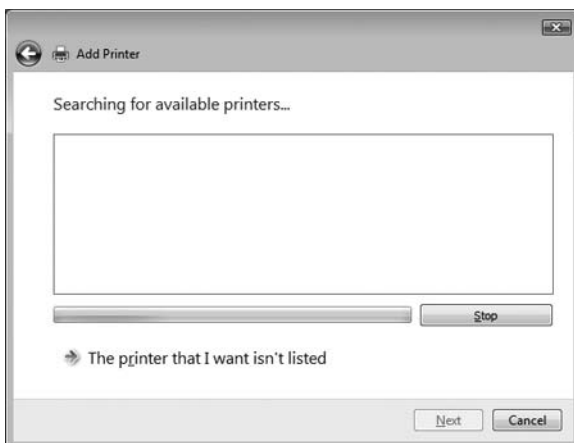 Add Printer
Searching for available printers...
Stop
The printer that I want isn't listed
Next Cancel